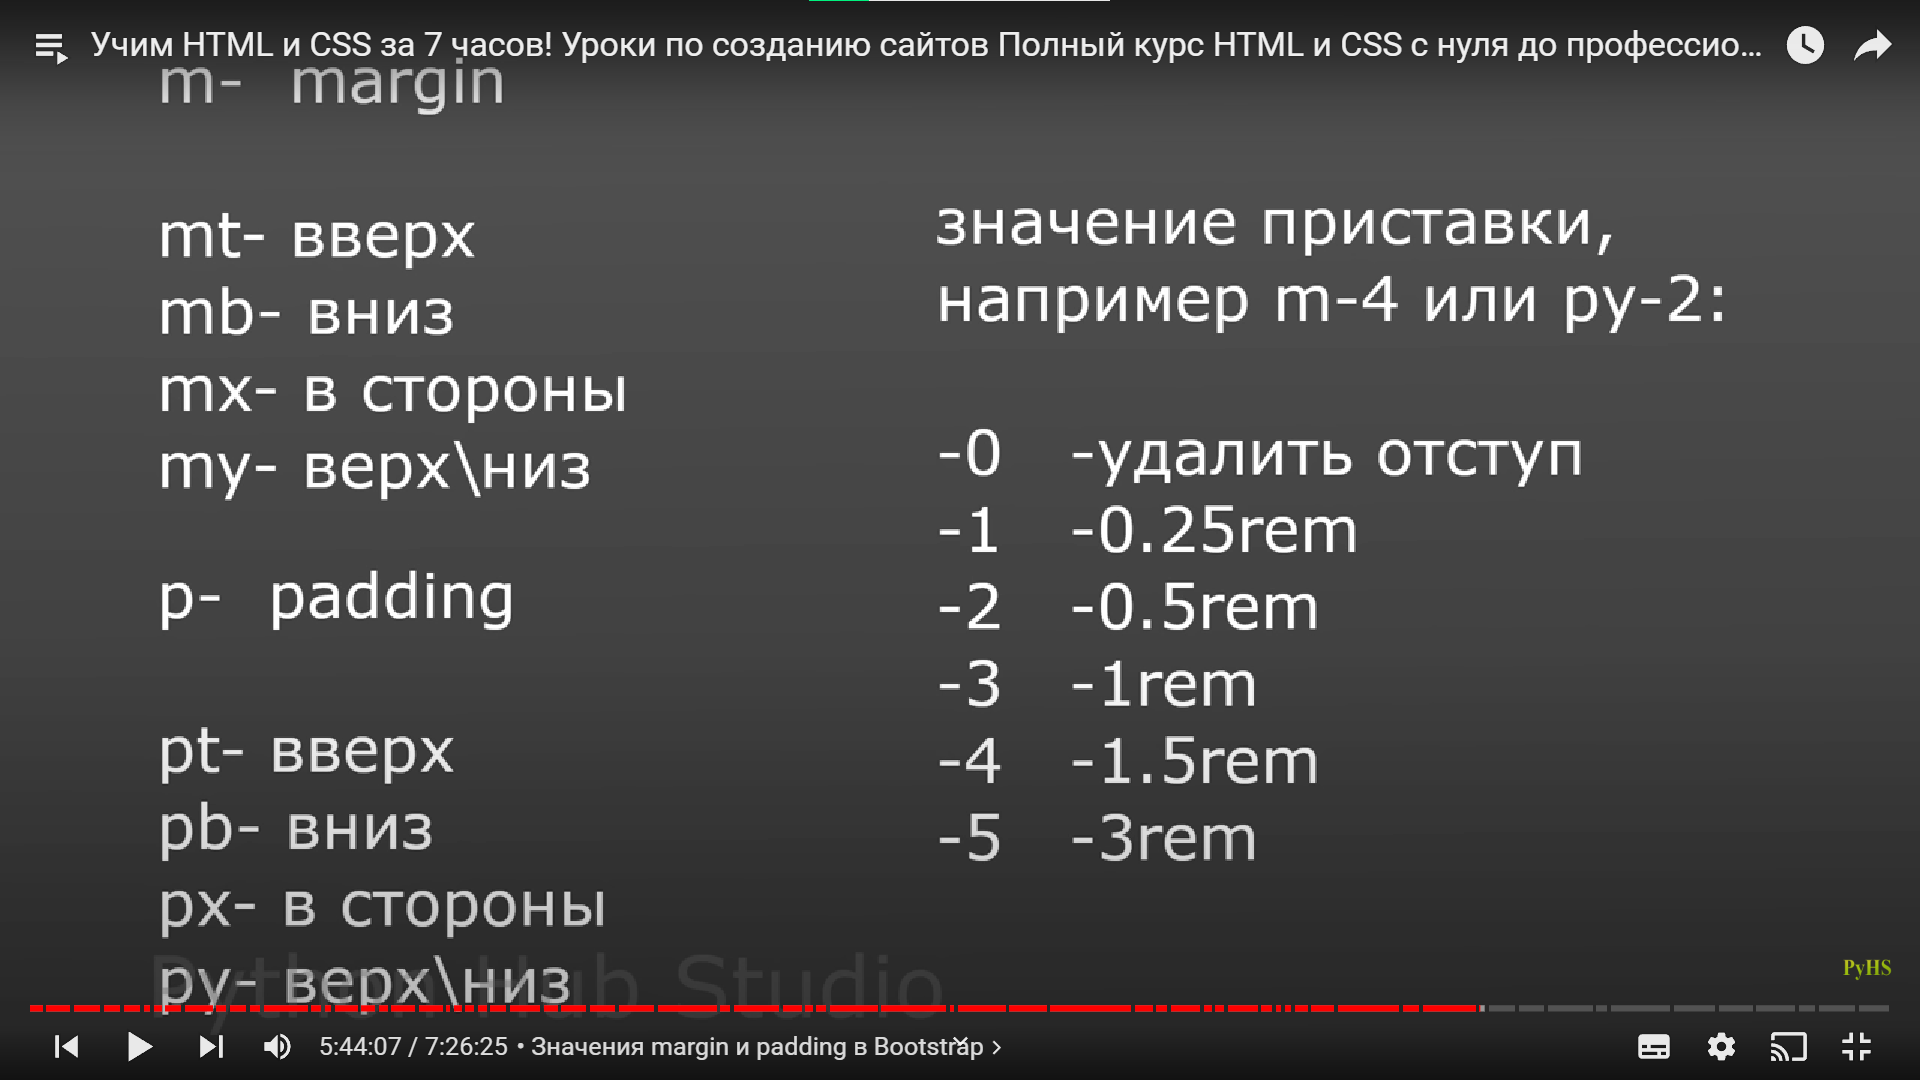 Учим HTML и CSS за 7 часов! Уроки по созданию сайтов Полный курс HTML и CSS с нуля до профессио...
m- margin
mt- вверх
mb- вниз
mx- в стороны
my- верх\низ
p- padding
pt- вверх
pb- вниз
px- в стороны
py- верх\низ
значение приставки,
например m-4 или py-2:
-0 -удалить отступ
-1 -0.25rem
-2 -0.5rem
-3 -1rem
-4 -1.5rem
-5 -3rem
Python Hub Studio
PyHS
5:44:07 / 7:26:25 • Значения margin и padding в Bootstrap